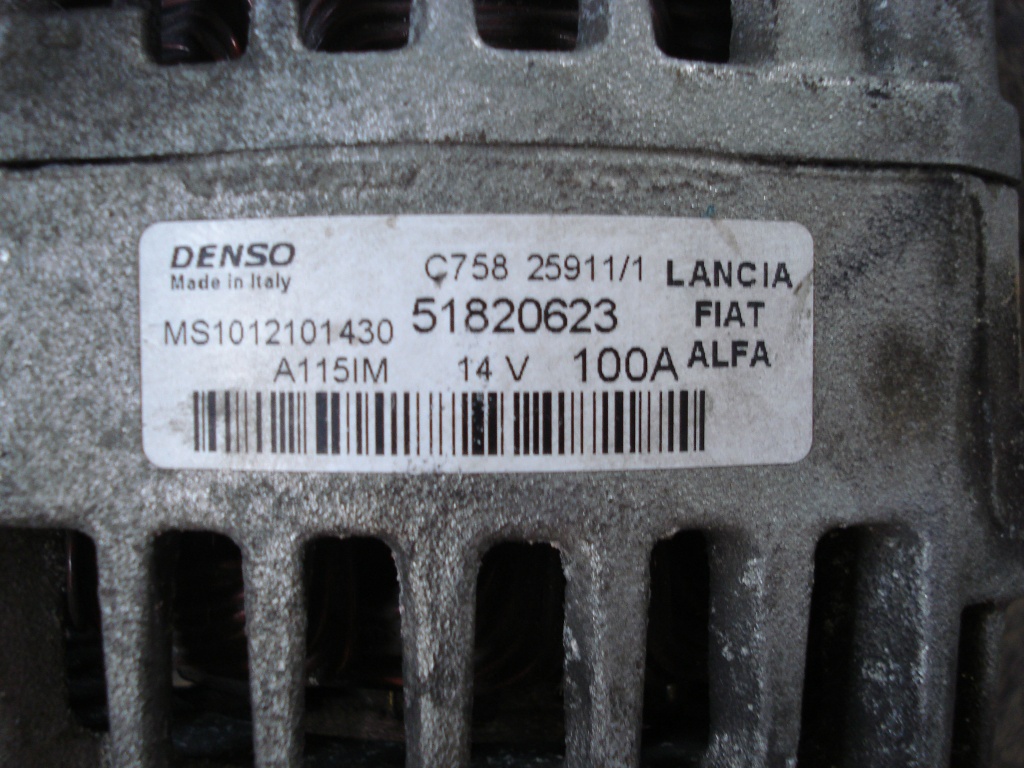 DENSO
Made in Italy
C758 25911/1
LANCIA
FIAT
ALFA
MS1012101430
51820623
A115IM 14 V 100A